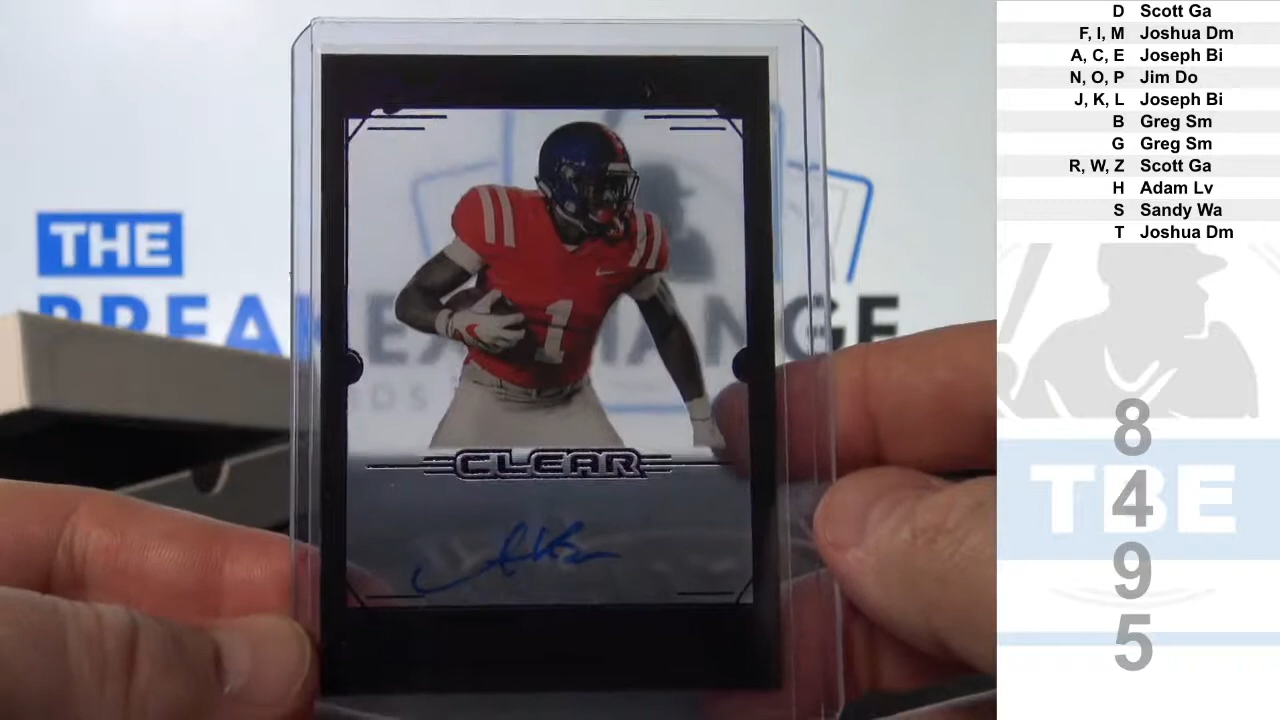 D Scott Ga
F, I, M Joshua Dm
A, C, E Joseph Bi
N, O, P Jim Do
J, K, L Joseph Bi
B Greg Sm
G Greg Sm
R, W, Z Scott Ga
H Adam Lv
S Sandy Wa
T Joshua Dm
THE
1
CLEAR
TBE
8
4
9
5